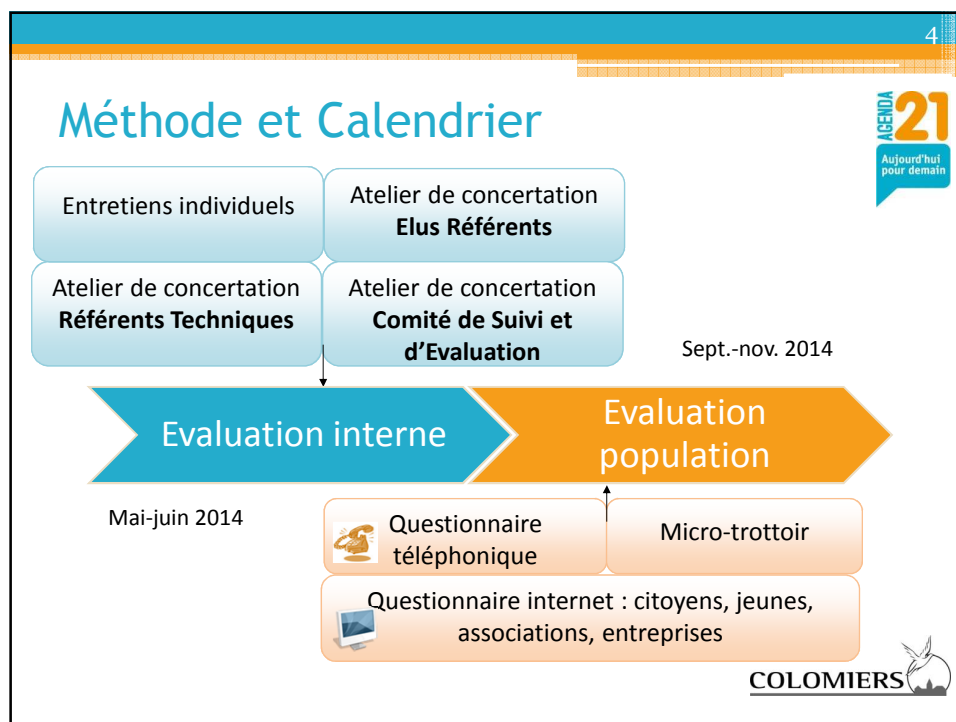 4
Méthode et Calendrier
AGENDA
21
Aujourd'hui
pour demain
Entretiens individuels
Atelier de concertation
Elus Référents
Atelier de concertation
Référents Techniques
Atelier de concertation
Comité de Suivi et
d'Evaluation
Sept.-nov. 2014
Evaluation interne
Evaluation
population
Mai-juin 2014
Questionnaire
téléphonique
Micro-trottoir
Questionnaire internet : citoyens, jeunes,
associations, entreprises
COLOMIERS